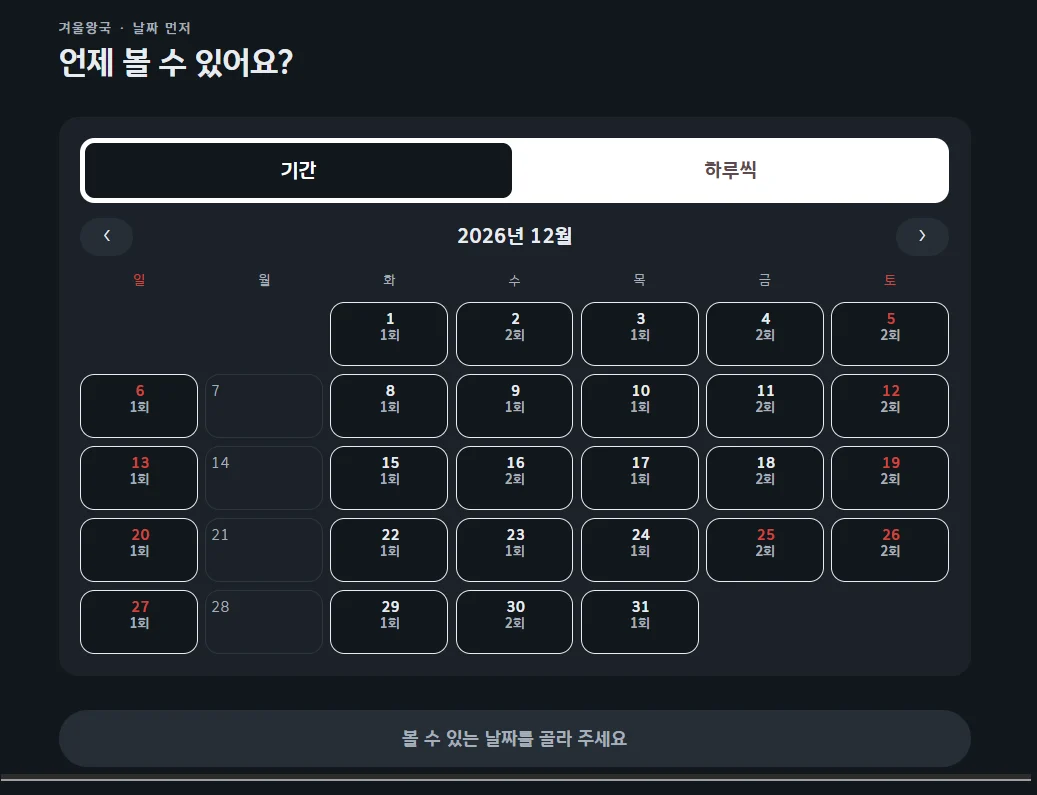 겨울왕국 · 날짜 먼저
언제 볼 수 있어요?
기간 하루씩
‹ 2026년 12월 ›
일 월 화 수 목 금 토
1 2 3 4 5
1회 2회 1회 2회 2회
6 7 8 9 10 11 12
1회 1회 1회 1회 2회 2회
13 14 15 16 17 18 19
1회 1회 2회 1회 2회 2회
20 21 22 23 24 25 26
1회 1회 1회 1회 2회 2회
27 28 29 30 31
1회 1회 2회 1회
볼 수 있는 날짜를 골라 주세요